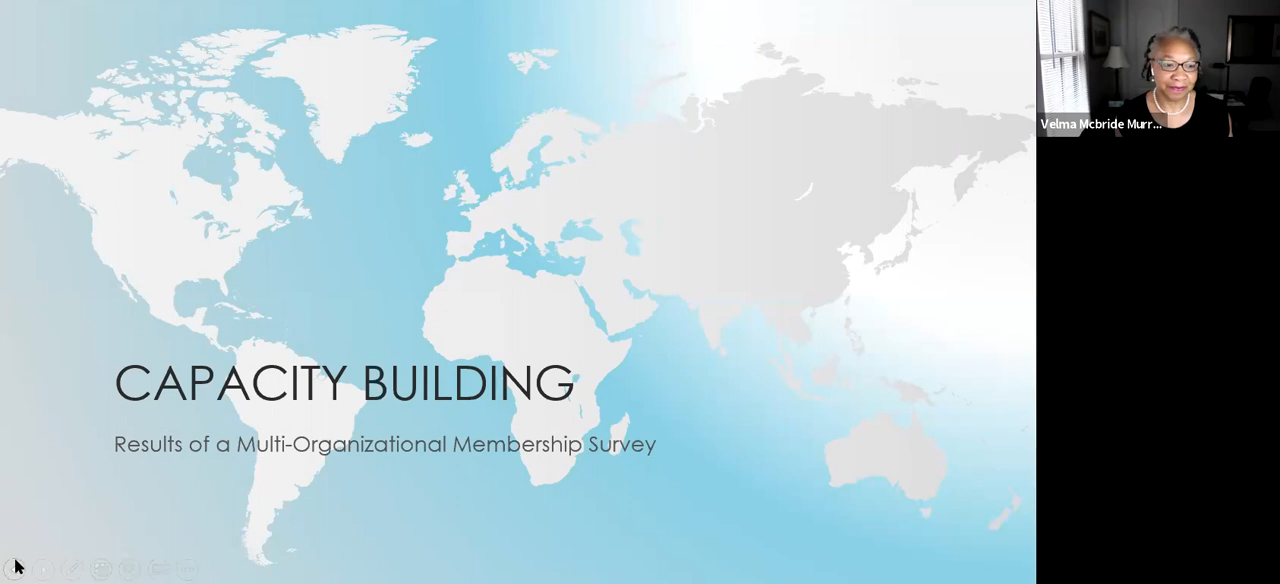 Velma Mcbride Murr...
CAPACITY BUILDING
Results of a Multi-Organizational Membership Survey